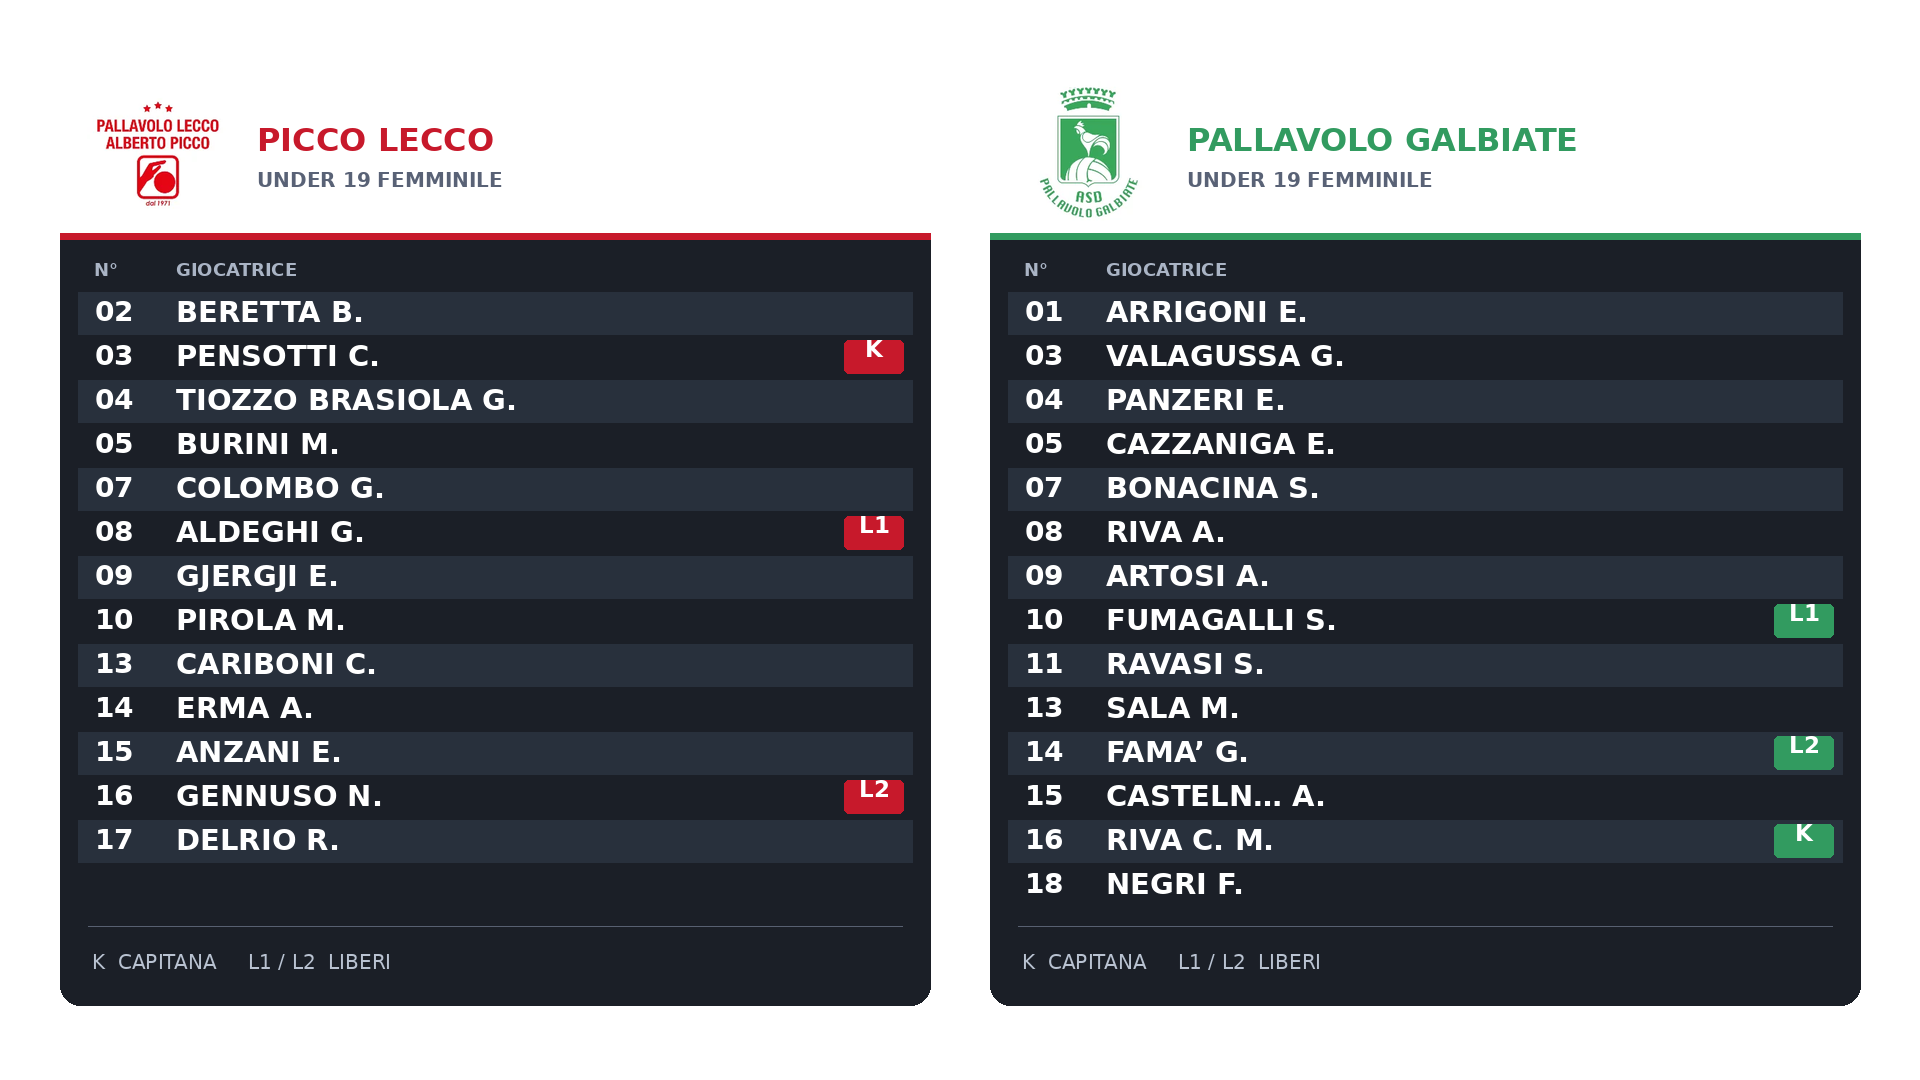 PALLAVOLO LECCO
ALBERTO PICCO
dal 1971
PICCO LECCO
UNDER 19 FEMMINILE
N° GIOCATRICE
02 BERETTA B.
03 PENSOTTI C. K
04 TIOZZO BRASIOLA G.
05 BURINI M.
07 COLOMBO G.
08 ALDEGHI G. L1
09 GJERGJI E.
10 PIROLA M.
13 CARIBONI C.
14 ERMA A.
15 ANZANI E.
16 GENNUSO N. L2
17 DELRIO R.
K CAPITANA L1 / L2 LIBERI
ASD
PALLAVOLO GALBIATE
PALLAVOLO GALBIATE
UNDER 19 FEMMINILE
N° GIOCATRICE
01 ARRIGONI E.
03 VALAGUSSA G.
04 PANZERI E.
05 CAZZANIGA E.
07 BONACINA S.
08 RIVA A.
09 ARTOSI A.
10 FUMAGALLI S. L1
11 RAVASI S.
13 SALA M.
14 FAMA’ G. L2
15 CASTELN... A.
16 RIVA C. M. K
18 NEGRI F.
K CAPITANA L1 / L2 LIBERI